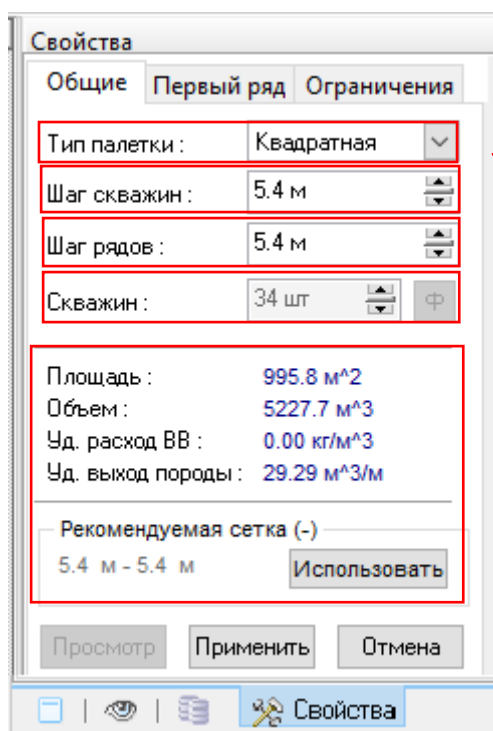 Свойства
Общие Первый ряд Ограничения
Тип палетки : Квадратная
Шаг скважин : 5.4 м
Шаг рядов : 5.4 м
Скважин : 34 шт Ф
Площадь : 995.8 м^2
Объем : 5227.7 м^3
Уд. расход ВВ : 0.00 кг/м^3
Уд. выход породы : 29.29 м^3/м
Рекомендуемая сетка (-)
5.4 м - 5.4 м Использовать
Просмотр Применить Отмена
Свойства